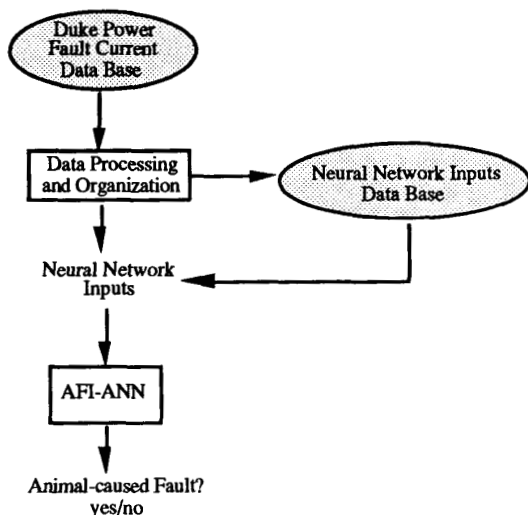 Duke Power
Fault Current
Data Base
Data Processing
and Organization
Neural Network Inputs
Data Base
Neural Network
Inputs
AFI-ANN
Animal-caused Fault?
yes/no